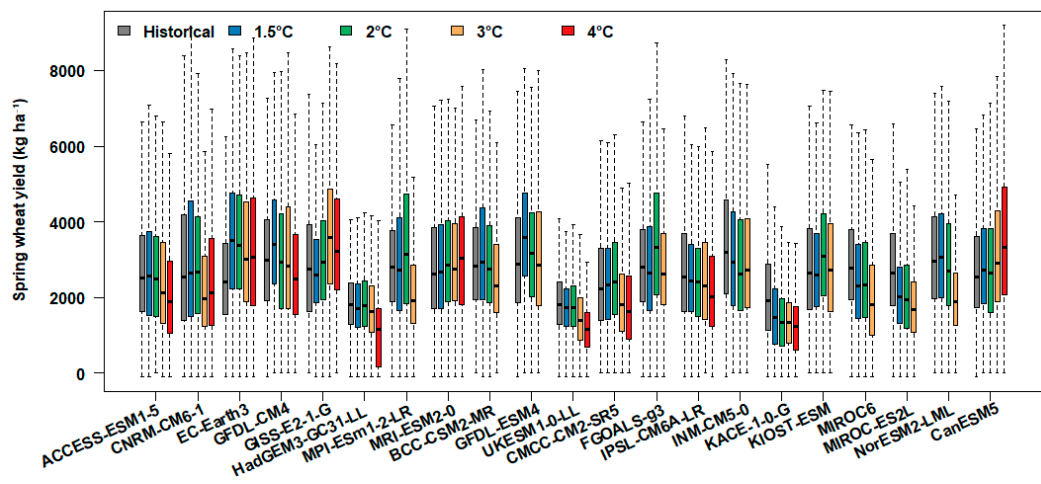 Historical 1.5°C 2°C 3°C 4°C
Spring wheat yield (kg ha⁻¹)
8000
6000
4000
2000
0
ACCESS-ESM1-5
CNRM-CM6-1
EC-Earth3
GFDL-CM4
GISS-E2-1-G
HadGEM3-GC31-LL
MPI-ESm1-2-LR
MRI-ESM2-0
BCC-CSM2-MR
GFDL-ESM4
UKESM1-0-LL
CMCC-CM2-SR5
FGOALS-g3
IPSL-CM6A-LR
INM-CM5-0
KACE-1-0-G
KIOST-ESM
MIROC6
MIROC-ES2L
NorESM2-LML
CanESM5